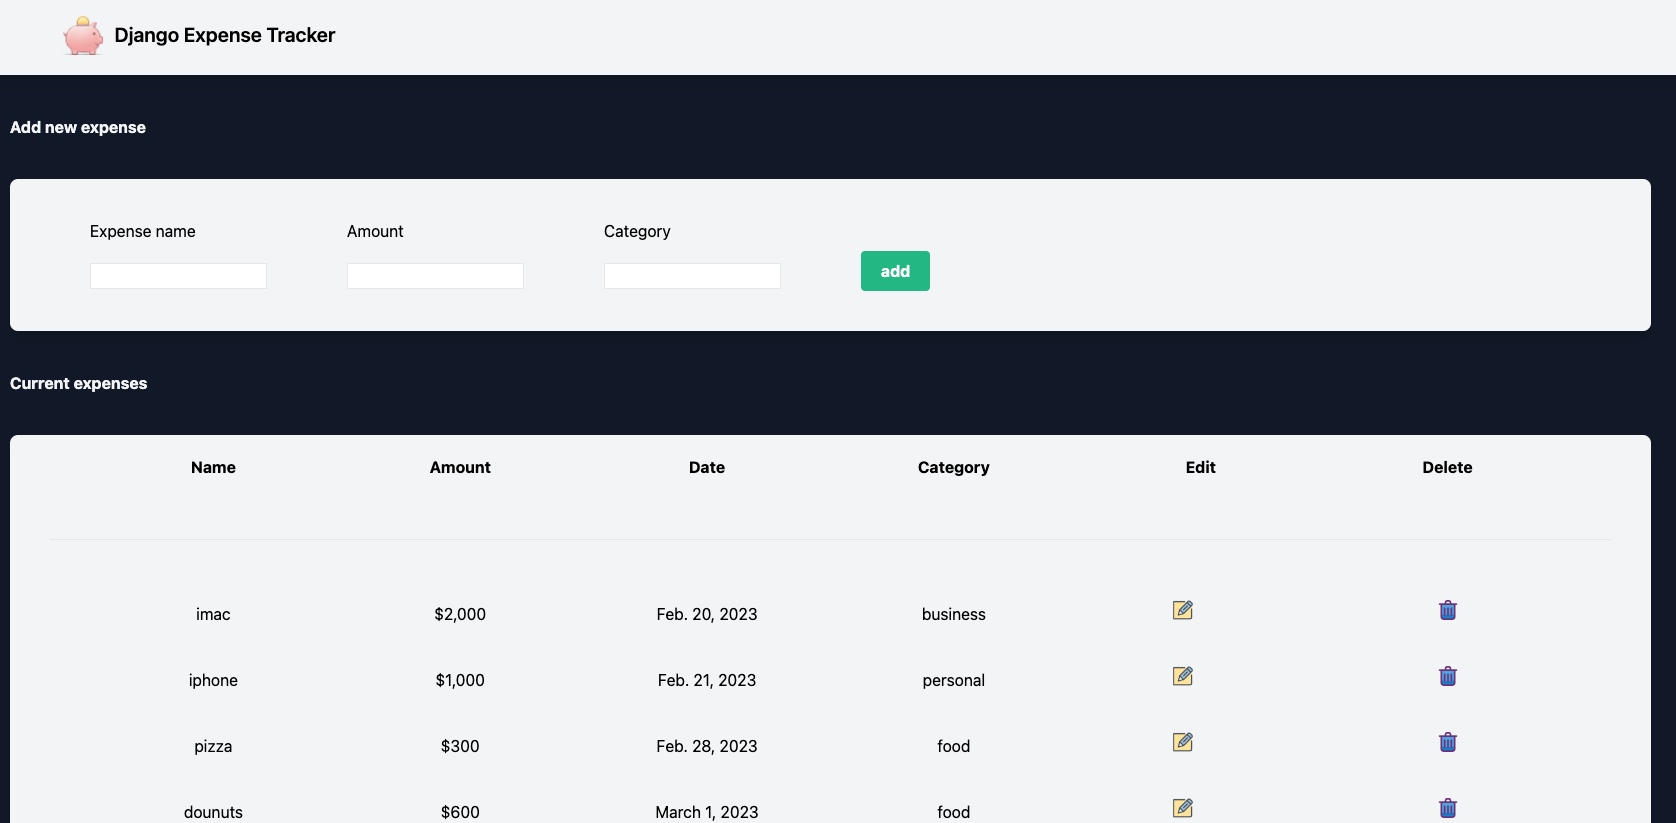 Django Expense Tracker
Add new expense
Expense name Amount Category
add
Current expenses
Name Amount Date Category Edit Delete
imac $2,000 Feb. 20, 2023 business
iphone $1,000 Feb. 21, 2023 personal
pizza $300 Feb. 28, 2023 food
dounuts $600 March 1, 2023 food